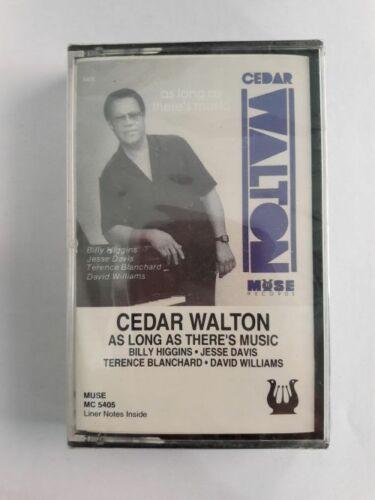 as long as
there's music
CEDAR
WALTON
Billy Higgins
Jesse Davis
Terence Blanchard
David Williams
MUSE
RECORDS
CEDAR WALTON
AS LONG AS THERE'S MUSIC
BILLY HIGGINS • JESSE DAVIS
TERENCE BLANCHARD • DAVID WILLIAMS
MUSE
MC 5405
Liner Notes Inside